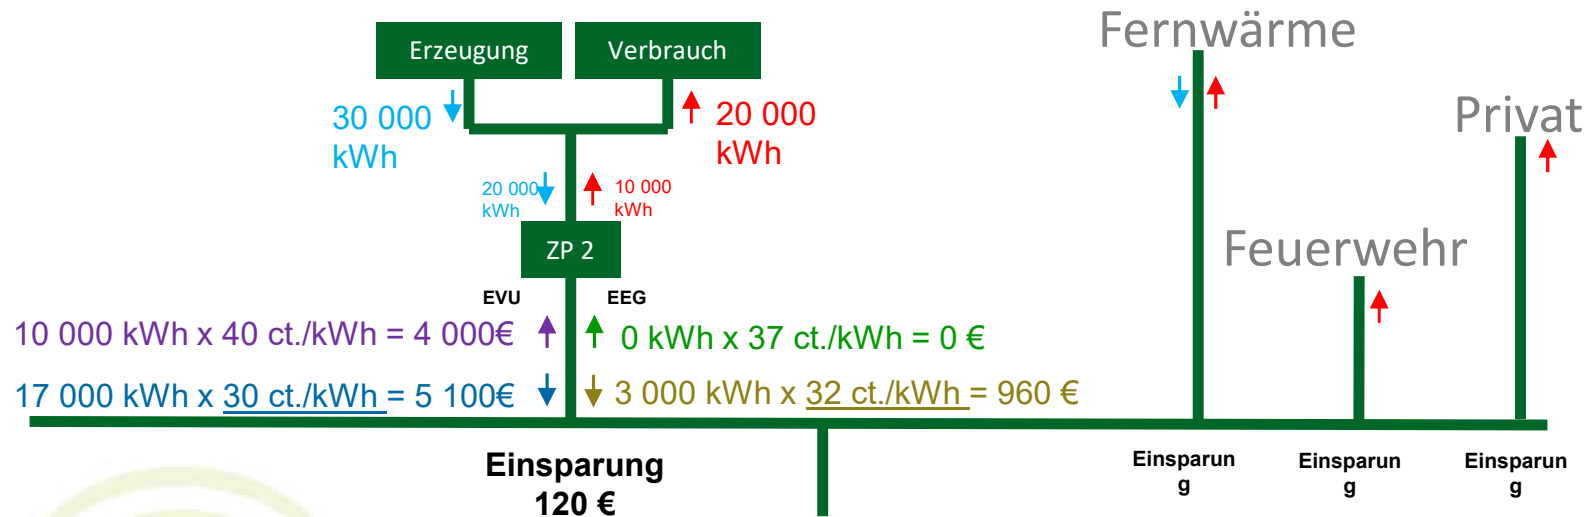 Erzeugung
Verbrauch
Fernwärme
Privat
30 000
kWh
20 000
kWh
20 000
kWh
10 000
kWh
ZP 2
Feuerwehr
EVU
EEG
10 000 kWh x 40 ct./kWh = 4 000€
0 kWh x 37 ct./kWh = 0 €
17 000 kWh x 30 ct./kWh = 5 100€
3 000 kWh x 32 ct./kWh = 960 €
Einsparung
120 €
Einsparun
g
Einsparun
g
Einsparun
g